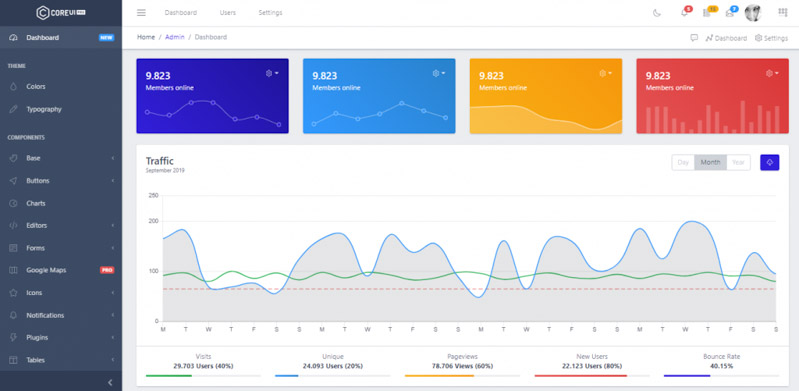 COREUI PRO
Dashboard Users Settings
5 15 7
Dashboard NEW
Home / Admin / Dashboard
Dashboard Settings
THEME
Colors
Typography
COMPONENTS
Base
Buttons
Charts
Editors
Forms
Google Maps PRO
Icons
Notifications
Plugins
Tables
9.823
Members online
9.823
Members online
9.823
Members online
9.823
Members online
Traffic
September 2019
Day Month Year
250
200
100
50
0
M T W T F S S M T W T F S S M T W T F S S M T W T F S S
Visits
29.703 Users (40%)
Unique
24.093 Users (20%)
Pageviews
78.706 Views (60%)
New Users
22.123 Users (80%)
Bounce Rate
40.15%